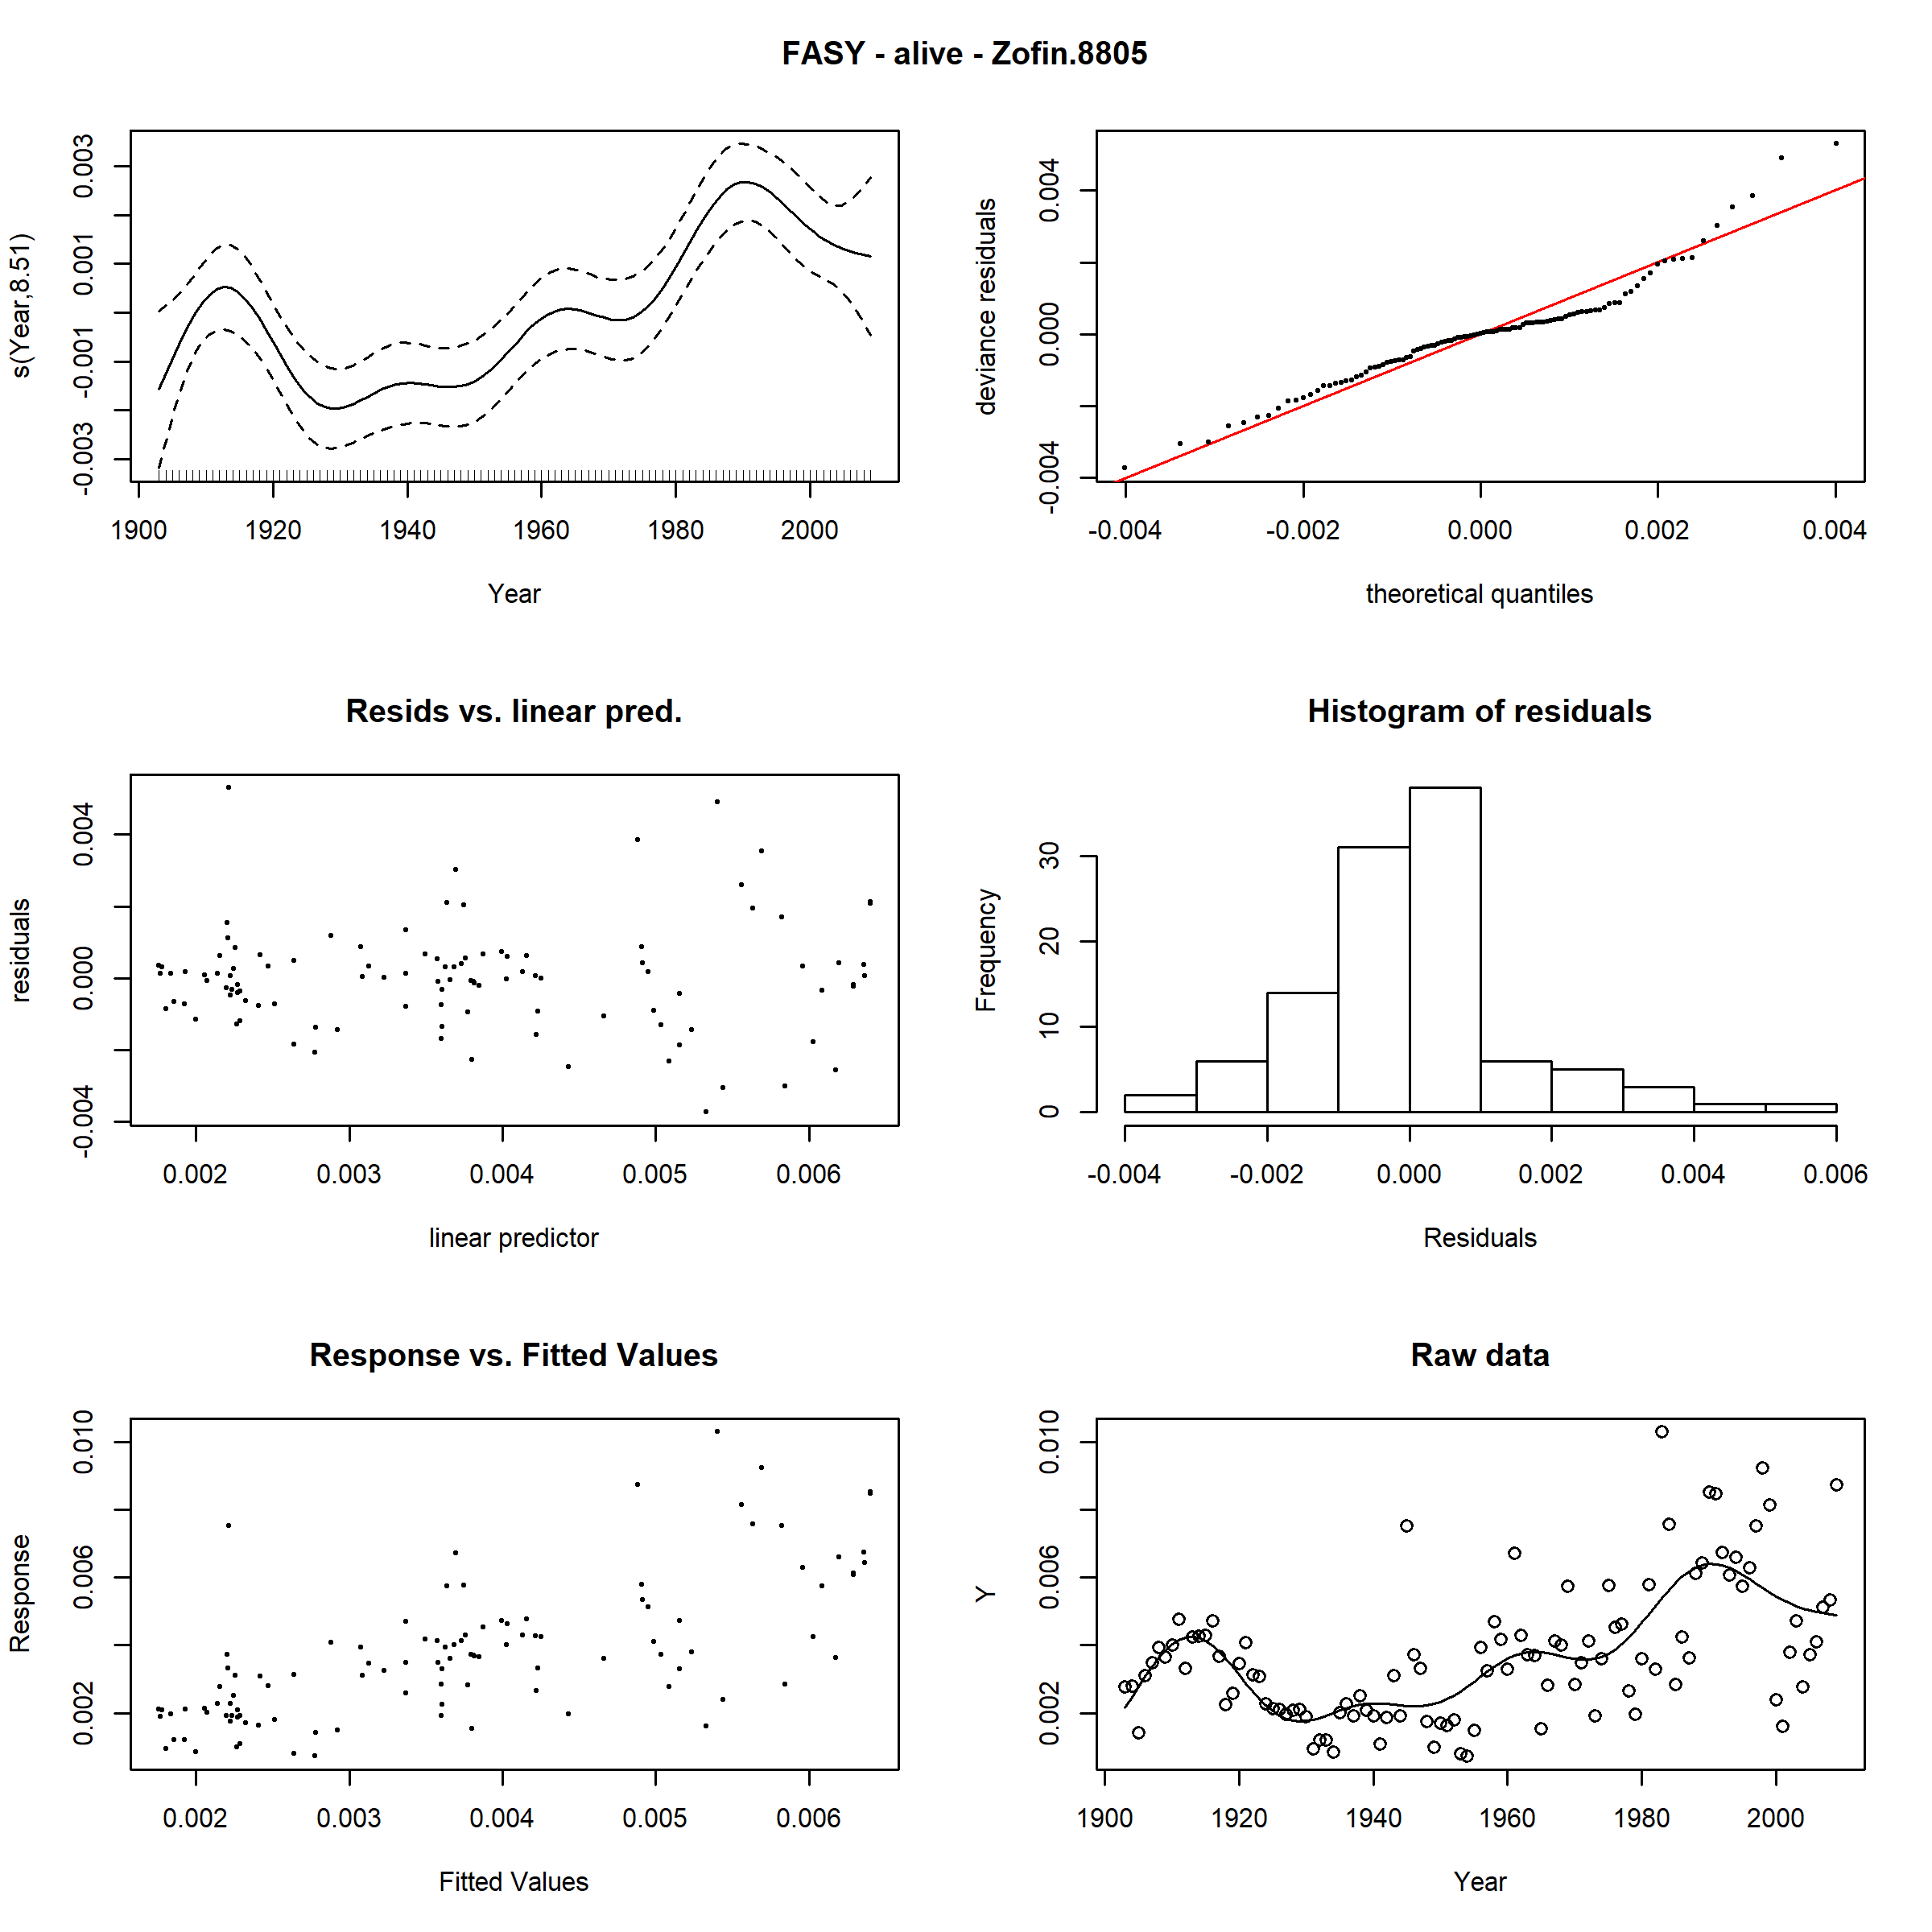 FASY - alive - Zofin.8805
s(Year,8.51)
-0.003 -0.001 0.001 0.003
1900 1920 1940 1960 1980 2000
Year
deviance residuals
-0.004 0.000 0.004
-0.004 -0.002 0.000 0.002 0.004
theoretical quantiles
Resids vs. linear pred.
residuals
-0.004 0.000 0.004
0.002 0.003 0.004 0.005 0.006
linear predictor
Histogram of residuals
Frequency
0 10 20 30
-0.004 -0.002 0.000 0.002 0.004 0.006
Residuals
Response vs. Fitted Values
Response
0.002 0.006 0.010
0.002 0.003 0.004 0.005 0.006
Fitted Values
Raw data
Y
0.002 0.006 0.010
1900 1920 1940 1960 1980 2000
Year